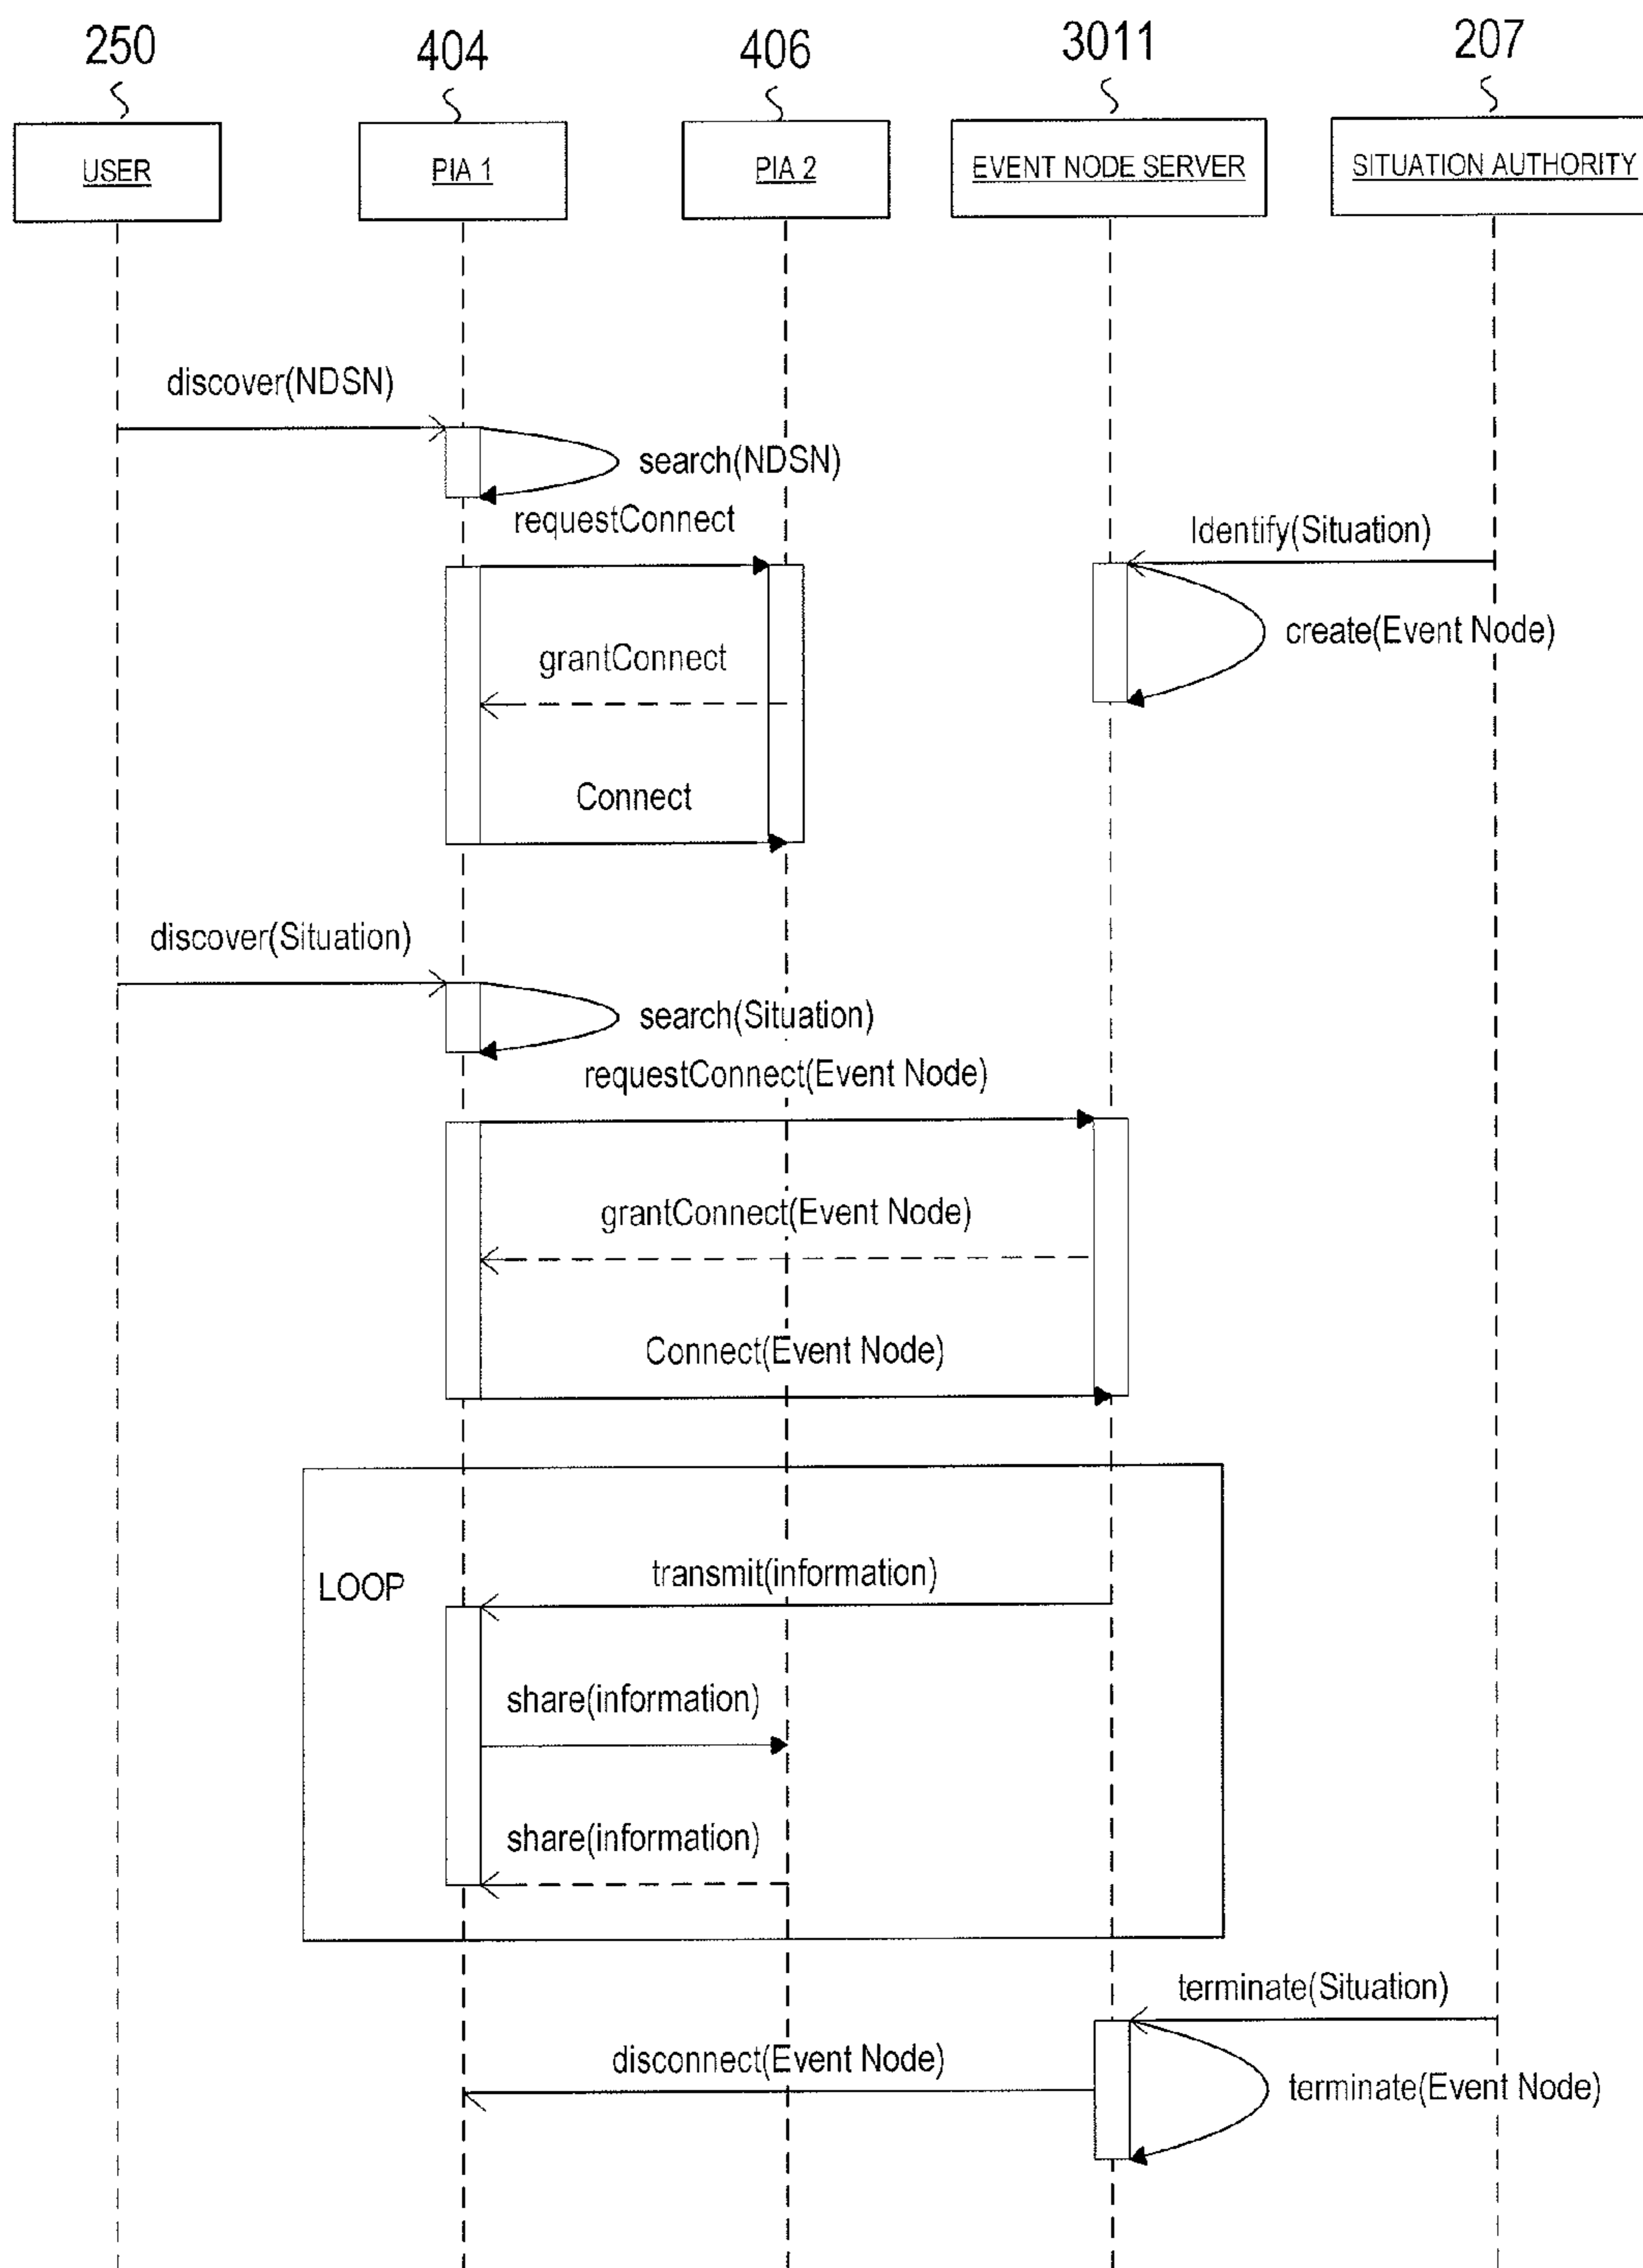 250
404
406
3011
207
USER
PIA 1
PIA 2
EVENT NODE SERVER
SITUATION AUTHORITY
discover(NDSN)
search(NDSN)
requestConnect
Identify(Situation)
create(Event Node)
grantConnect
Connect
discover(Situation)
search(Situation)
requestConnect(Event Node)
grantConnect(Event Node)
Connect(Event Node)
LOOP
transmit(information)
share(information)
share(information)
terminate(Situation)
disconnect(Event Node)
terminate(Event Node)